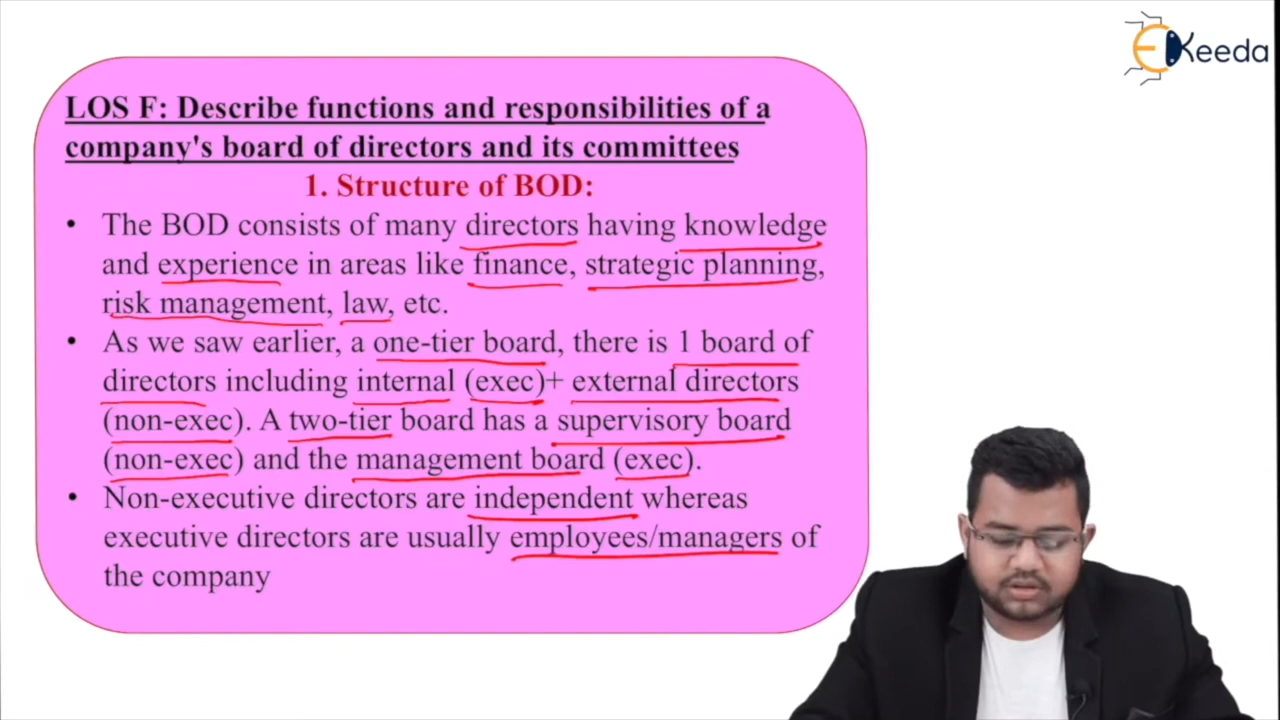 EKeeda
LOS F: Describe functions and responsibilities of a
company's board of directors and its committees
1. Structure of BOD:
• The BOD consists of many directors having knowledge
and experience in areas like finance, strategic planning,
risk management, law, etc.
• As we saw earlier, a one-tier board, there is 1 board of
directors including internal (exec)+ external directors
(non-exec). A two-tier board has a supervisory board
(non-exec) and the management board (exec).
• Non-executive directors are independent whereas
executive directors are usually employees/managers of
the company